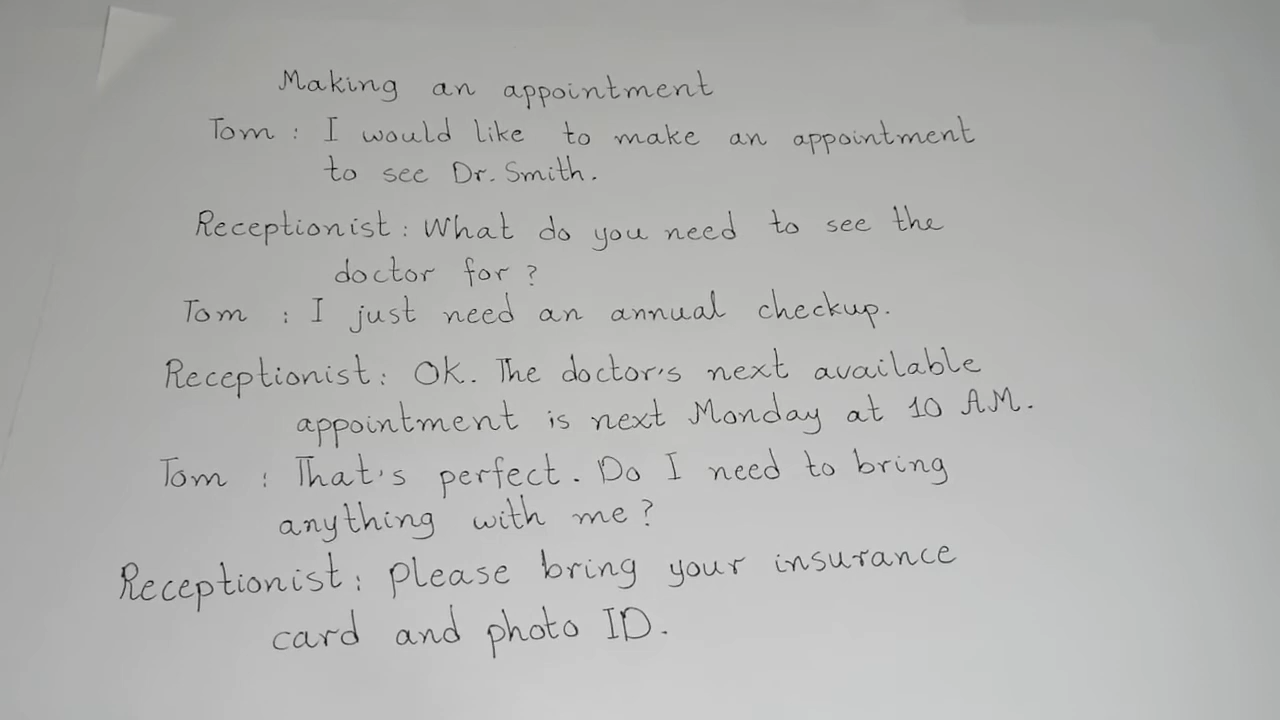 Making an appointment
Tom : I would like to make an appointment
to see Dr. Smith.
Receptionist : What do you need to see the
doctor for ?
Tom : I just need an annual checkup.
Receptionist : OK. The doctor's next available
appointment is next Monday at 10 AM.
Tom : That's perfect. Do I need to bring
anything with me ?
Receptionist : please bring your insurance
card and photo ID.